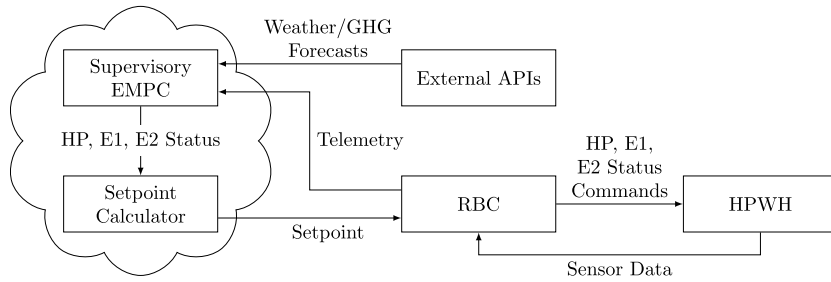 Weather/GHG
Forecasts
Supervisory
EMPC
External APIs
HP, E1, E2 Status
Telemetry
HP, E1,
E2 Status
Commands
Setpoint
Calculator
RBC
HPWH
Setpoint
Sensor Data